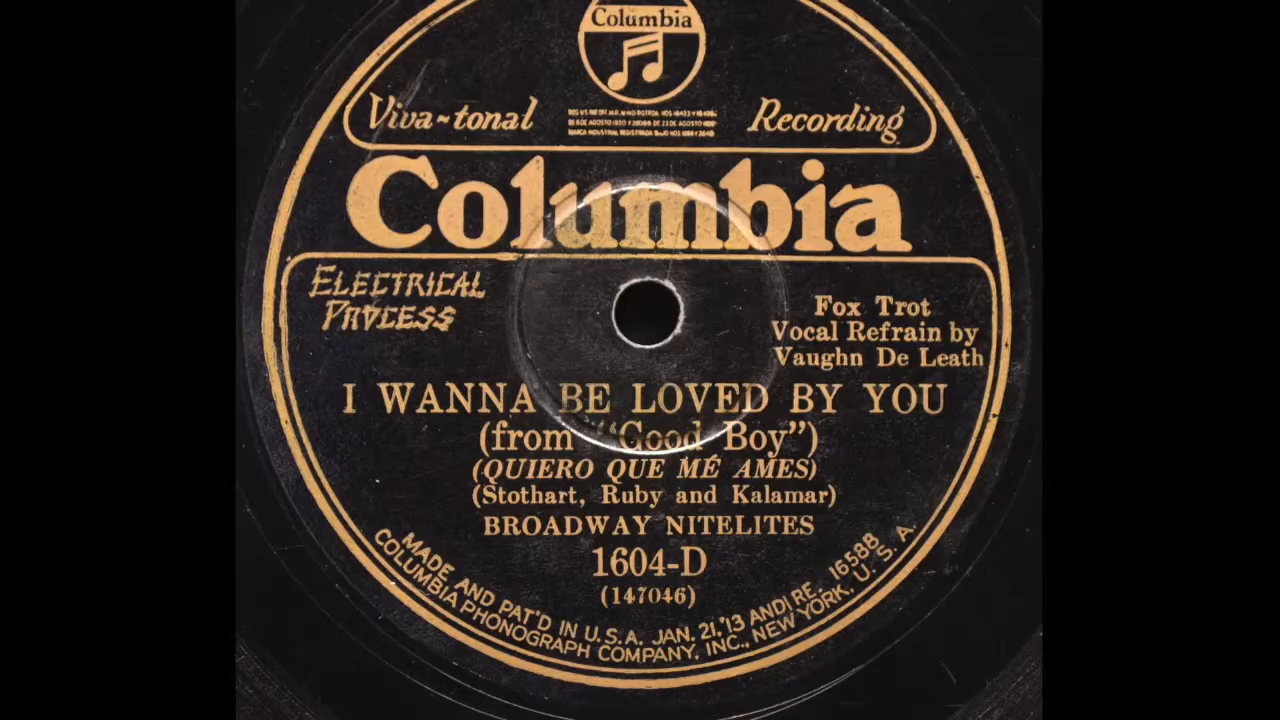 Columbia
Viva-tonal Recording
Columbia
ELECTRICAL
PROCESS
Fox Trot
Vocal Refrain by
Vaughn De Leath
I WANNA BE LOVED BY YOU
(from "Good Boy")
(QUIERO QUE MÉ AMES)
(Stothart, Ruby and Kalamar)
BROADWAY NITELITES
1604-D
(147046)
MADE AND PAT'D IN U.S.A. JAN. 21,'13 AND RE. 16588
COLUMBIA PHONOGRAPH COMPANY, INC., NEW YORK, U. S. A.